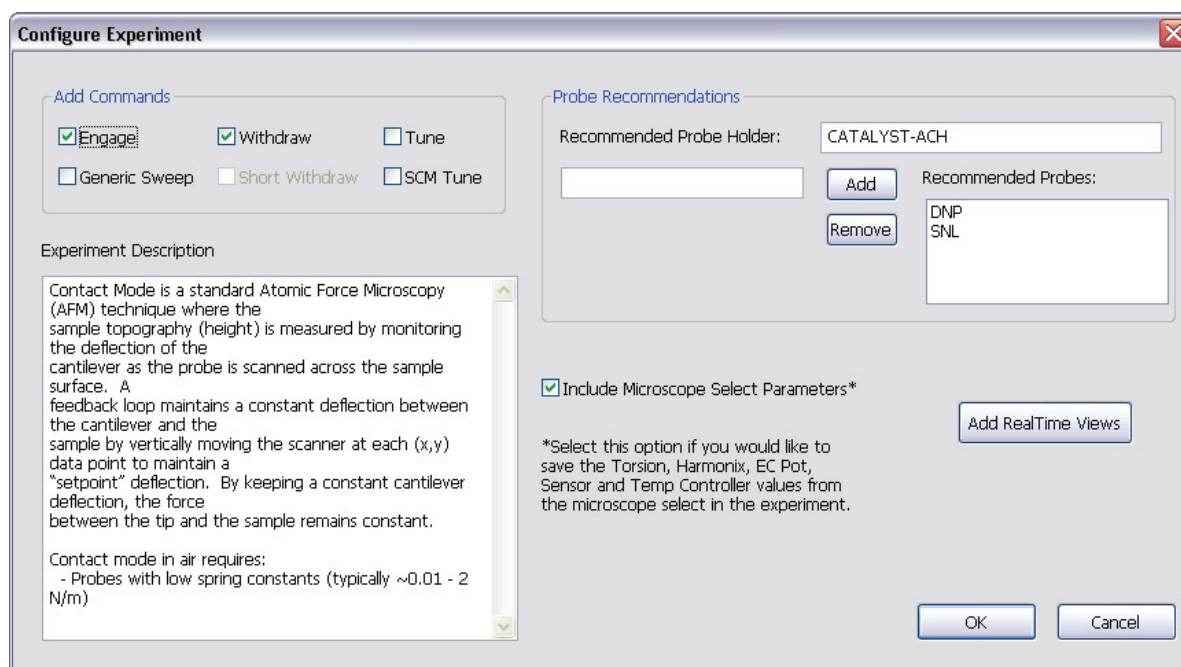 Configure Experiment
Add Commands
Engage
Withdraw
Tune
Generic Sweep
Short Withdraw
SCM Tune
Experiment Description
Contact Mode is a standard Atomic Force Microscopy
(AFM) technique where the
sample topography (height) is measured by monitoring
the deflection of the
cantilever as the probe is scanned across the sample
surface.  A
feedback loop maintains a constant deflection between
the cantilever and the
sample by vertically moving the scanner at each (x,y)
data point to maintain a
“setpoint” deflection.  By keeping a constant cantilever
deflection, the force
between the tip and the sample remains constant.
Contact mode in air requires:
- Probes with low spring constants (typically ~0.01 - 2
N/m)
Probe Recommendations
Recommended Probe Holder:
CATALYST-ACH
Add
Remove
Recommended Probes:
DNP
SNL
Include Microscope Select Parameters*
*Select this option if you would like to
save the Torsion, Harmonix, EC Pot,
Sensor and Temp Controller values from
the microscope select in the experiment.
Add RealTime Views
OK
Cancel